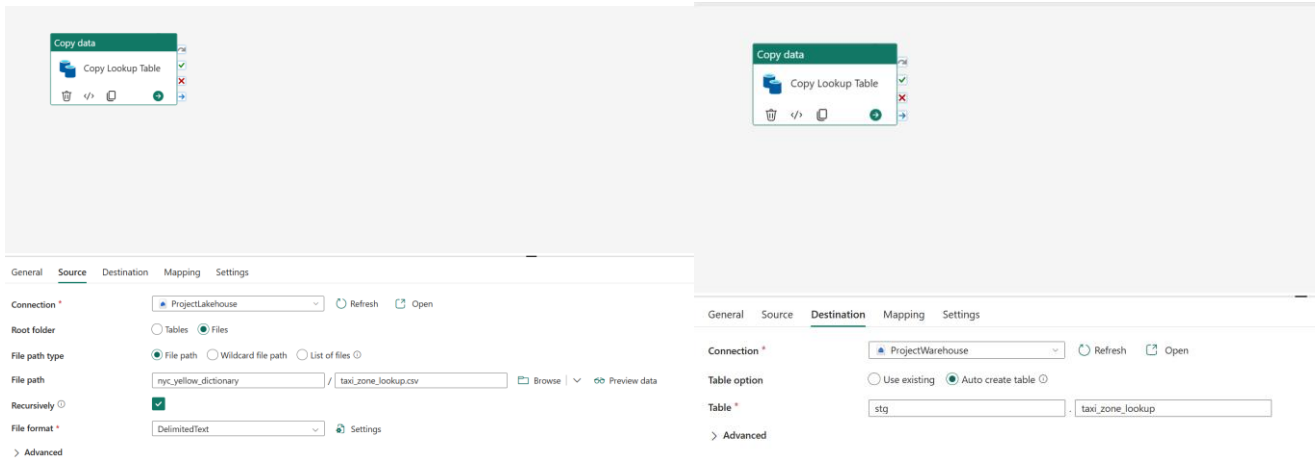 Copy data
Copy Lookup Table
General Source Destination Mapping Settings
Connection * ProjectLakehouse Refresh Open
Root folder Tables Files
File path type File path Wildcard file path List of files
File path nyc_yellow_dictionary / taxi_zone_lookup.csv Browse Preview data
Recursively
File format * DelimitedText Settings
Advanced
Copy data
Copy Lookup Table
General Source Destination Mapping Settings
Connection * ProjectWarehouse Refresh Open
Table option Use existing Auto create table
Table * stg . taxi_zone_lookup
Advanced